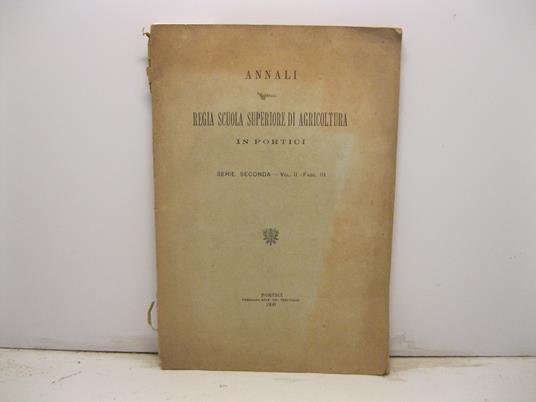 ANNALI
DELLA
REGIA SCUOLA SUPERIORE DI AGRICOLTURA
IN PORTICI
SERIE SECONDA — VOL. II - FASC. III
PORTICI